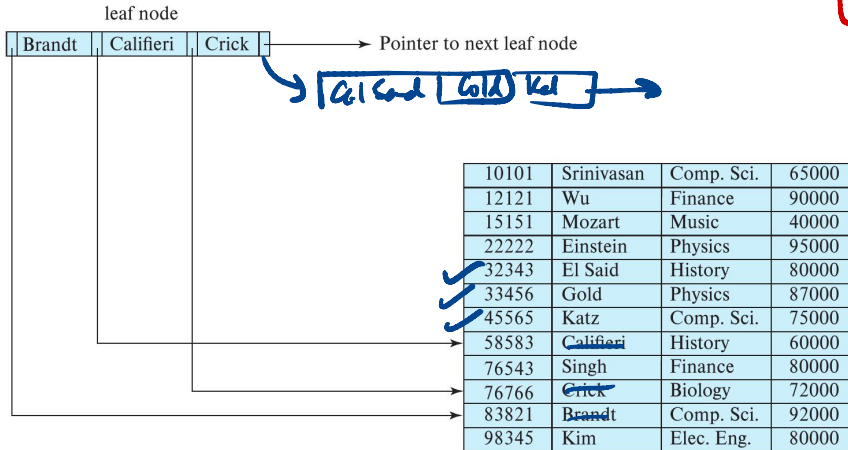 leaf node
Brandt Califieri Crick Pointer to next leaf node
Gold
10101 Srinivasan Comp. Sci. 65000
12121 Wu Finance 90000
15151 Mozart Music 40000
22222 Einstein Physics 95000
32343 El Said History 80000
33456 Gold Physics 87000
45565 Katz Comp. Sci. 75000
58583 Califieri History 60000
76543 Singh Finance 80000
76766 Crick Biology 72000
83821 Brandt Comp. Sci. 92000
98345 Kim Elec. Eng. 80000